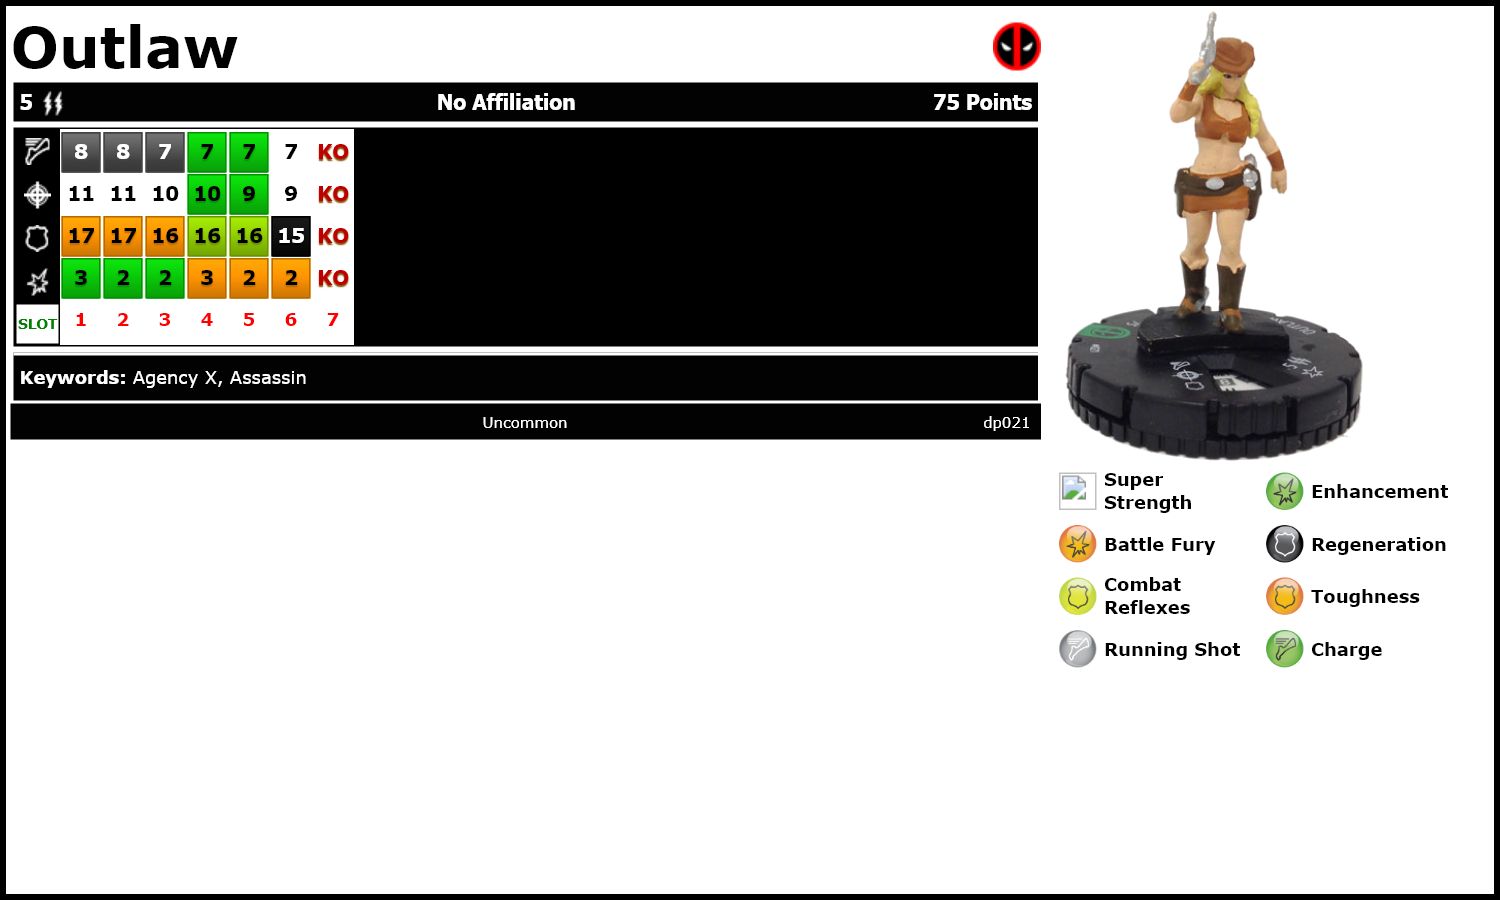 Outlaw
5 No Affiliation 75 Points
8 8 7 7 7 7 KO
11 11 10 10 9 9 KO
17 17 16 16 16 15 KO
3 2 2 3 2 2 KO
SLOT 1 2 3 4 5 6 7
Keywords: Agency X, Assassin
Uncommon dp021
OUTLAW
5
Super
Strength
Enhancement
Battle Fury
Regeneration
Combat
Reflexes
Toughness
Running Shot
Charge